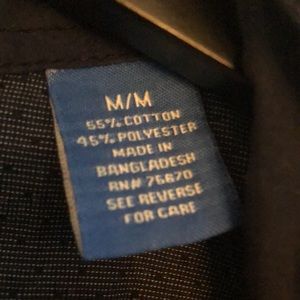 M/M
55% COTTON
45% POLYESTER
MADE IN
BANGLADESH
RN# 75670
SEE REVERSE
FOR CARE